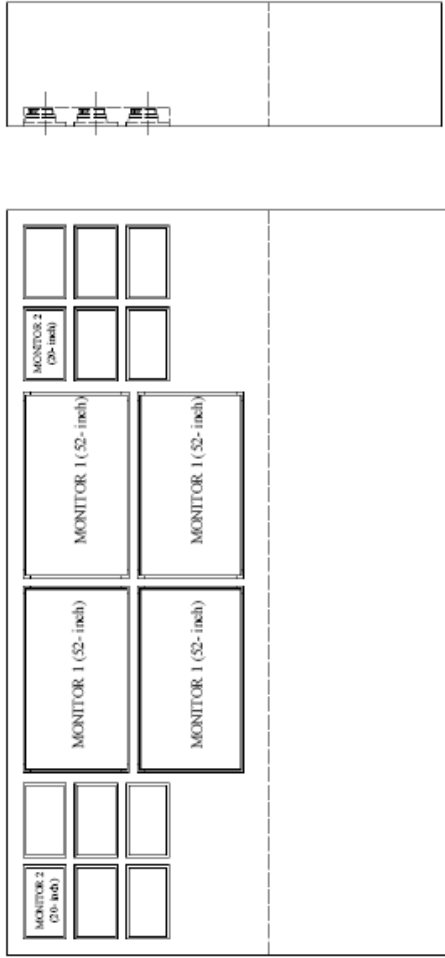 MONITOR 2
(20- inch)
MONITOR 1 (52- inch)
MONITOR 1 ( 52- inch)
MONITOR 2
(20- inch)
MONITOR 1 (52- inch)
MONITOR 1 ( 52- inch)